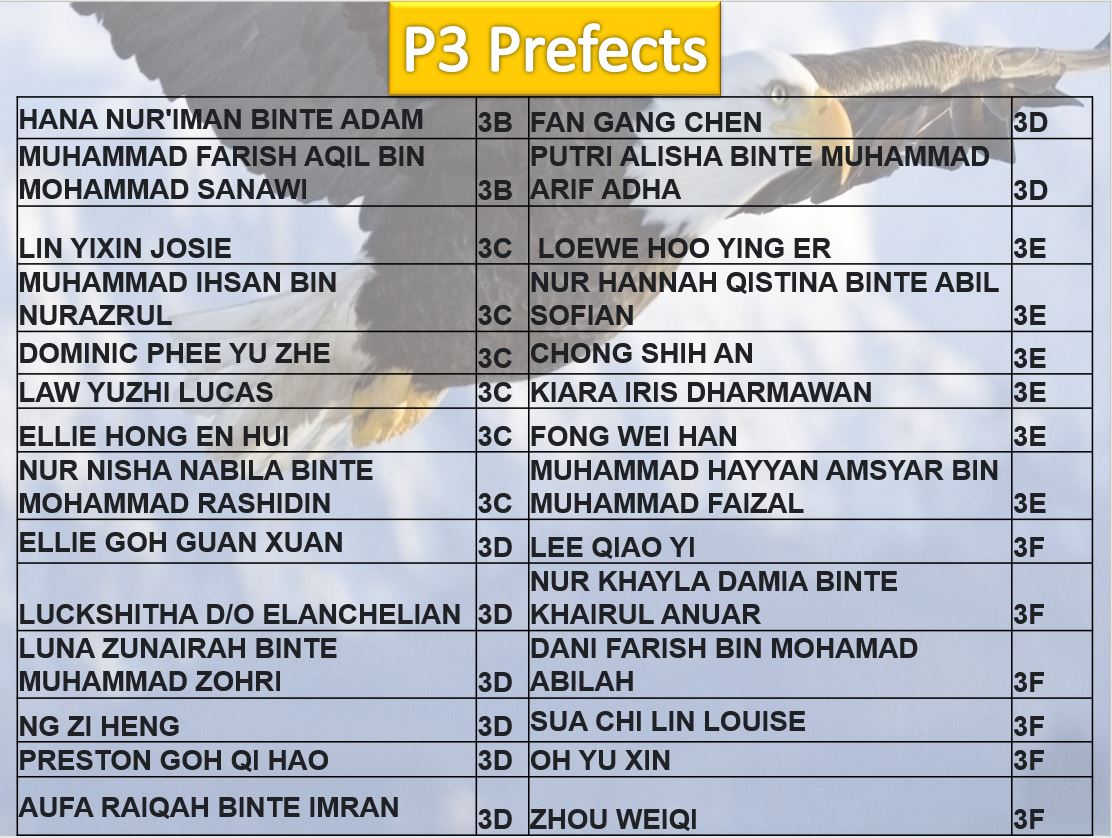 P3 Prefects
HANA NUR'IMAN BINTE ADAM 3B FAN GANG CHEN 3D
MUHAMMAD FARISH AQIL BIN PUTRI ALISHA BINTE MUHAMMAD
MOHAMMAD SANAWI 3B ARIF ADHA 3D
LIN YIXIN JOSIE 3C LOEWE HOO YING ER 3E
MUHAMMAD IHSAN BIN NUR HANNAH QISTINA BINTE ABIL
NURAZRUL 3C SOFIAN 3E
DOMINIC PHEE YU ZHE 3C CHONG SHIH AN 3E
LAW YUZHI LUCAS 3C KIARA IRIS DHARMAWAN 3E
ELLIE HONG EN HUI 3C FONG WEI HAN 3E
NUR NISHA NABILA BINTE MUHAMMAD HAYYAN AMSYAR BIN
MOHAMMAD RASHIDIN 3C MUHAMMAD FAIZAL 3E
ELLIE GOH GUAN XUAN 3D LEE QIAO YI 3F
NUR KHAYLA DAMIA BINTE
LUCKSHITHA D/O ELANCHELIAN 3D KHAIRUL ANUAR 3F
LUNA ZUNAIRAH BINTE DANI FARISH BIN MOHAMAD
MUHAMMAD ZOHRI 3D ABILAH 3F
NG ZI HENG 3D SUA CHI LIN LOUISE 3F
PRESTON GOH QI HAO 3D OH YU XIN 3F
AUFA RAIQAH BINTE IMRAN 3D ZHOU WEIQI 3F